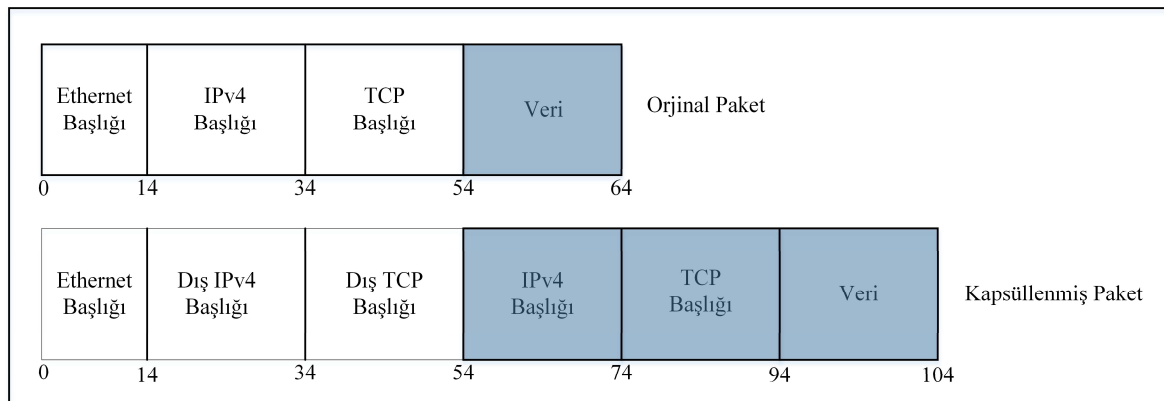 Ethernet
Başlığı
IPv4
Başlığı
TCP
Başlığı
Veri
Orjinal Paket
0 14 34 54 64
Ethernet
Başlığı
Dış IPv4
Başlığı
Dış TCP
Başlığı
IPv4
Başlığı
TCP
Başlığı
Veri
Kapsüllenmiş Paket
0 14 34 54 74 94 104